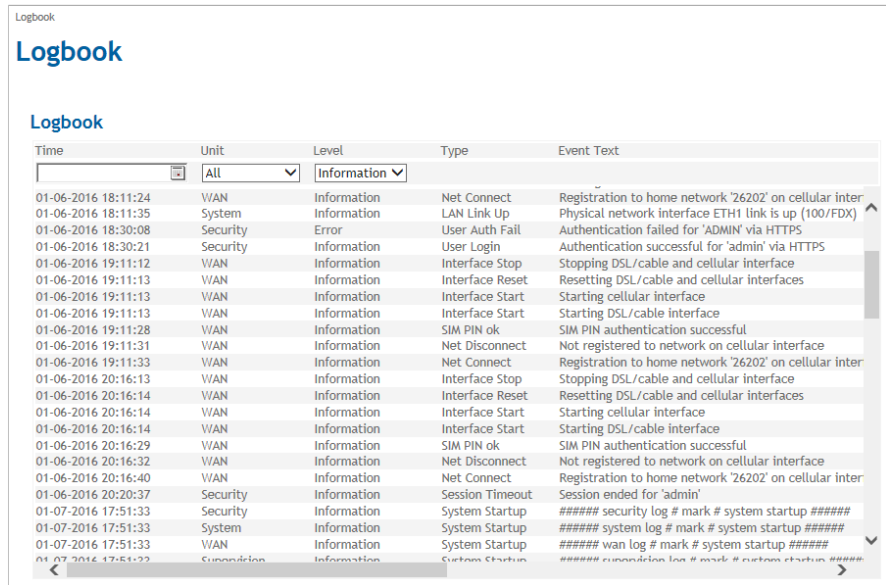 Logbook
Logbook
Logbook
Time Unit Level Type Event Text
All Information
01-06-2016 18:11:24 WAN Information Net Connect Registration to home network '26202' on cellular inter
01-06-2016 18:11:35 System Information LAN Link Up Physical network interface ETH1 link is up (100/FDX)
01-06-2016 18:30:08 Security Error User Auth Fail Authentication failed for 'ADMIN' via HTTPS
01-06-2016 18:30:21 Security Information User Login Authentication successful for 'admin' via HTTPS
01-06-2016 19:11:12 WAN Information Interface Stop Stopping DSL/cable and cellular interface
01-06-2016 19:11:13 WAN Information Interface Reset Resetting DSL/cable and cellular interfaces
01-06-2016 19:11:13 WAN Information Interface Start Starting cellular interface
01-06-2016 19:11:13 WAN Information Interface Start Starting DSL/cable interface
01-06-2016 19:11:28 WAN Information SIM PIN ok SIM PIN authentication successful
01-06-2016 19:11:31 WAN Information Net Disconnect Not registered to network on cellular interface
01-06-2016 19:11:33 WAN Information Net Connect Registration to home network '26202' on cellular inter
01-06-2016 20:16:13 WAN Information Interface Stop Stopping DSL/cable and cellular interface
01-06-2016 20:16:14 WAN Information Interface Reset Resetting DSL/cable and cellular interfaces
01-06-2016 20:16:14 WAN Information Interface Start Starting cellular interface
01-06-2016 20:16:14 WAN Information Interface Start Starting DSL/cable interface
01-06-2016 20:16:29 WAN Information SIM PIN ok SIM PIN authentication successful
01-06-2016 20:16:32 WAN Information Net Disconnect Not registered to network on cellular interface
01-06-2016 20:16:40 WAN Information Net Connect Registration to home network '26202' on cellular inter
01-06-2016 20:20:37 Security Information Session Timeout Session ended for 'admin'
01-07-2016 17:51:33 Security Information System Startup ###### security log # mark # system startup ######
01-07-2016 17:51:33 System Information System Startup ###### system log # mark # system startup ######
01-07-2016 17:51:33 WAN Information System Startup ###### wan log # mark # system startup ######
01-07-2016 17:51:33 Supervision Information System Startup ###### supervision log # mark # system startup ######